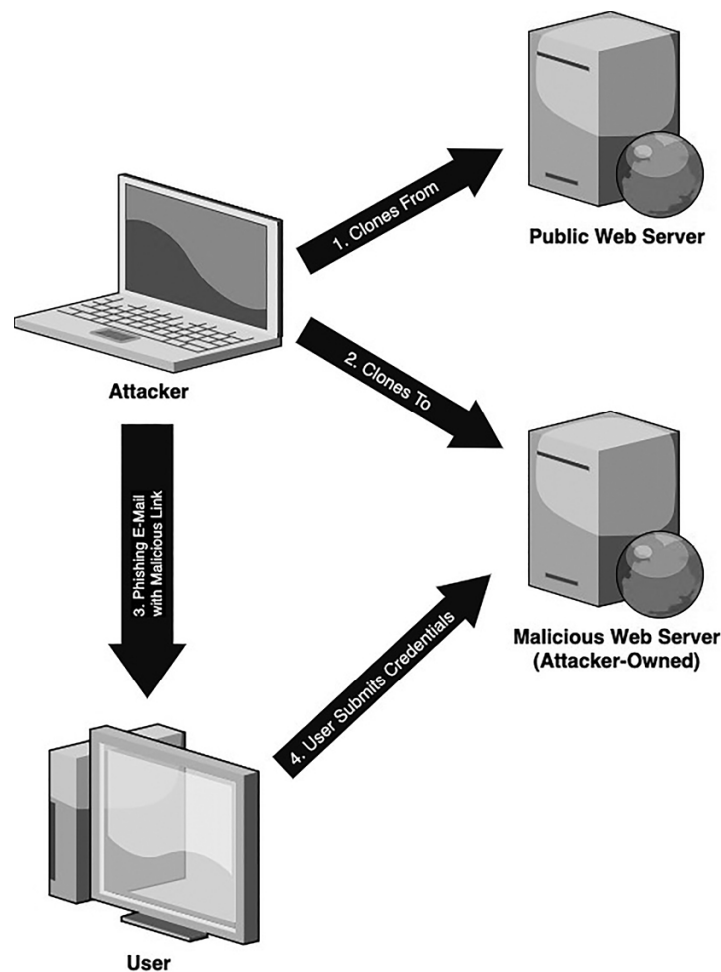 1. Clones From
Public Web Server
Attacker
2. Clones To
3. Phishing E-Mail
with Malicious Link
Malicious Web Server
(Attacker-Owned)
4. User Submits Credentials
User